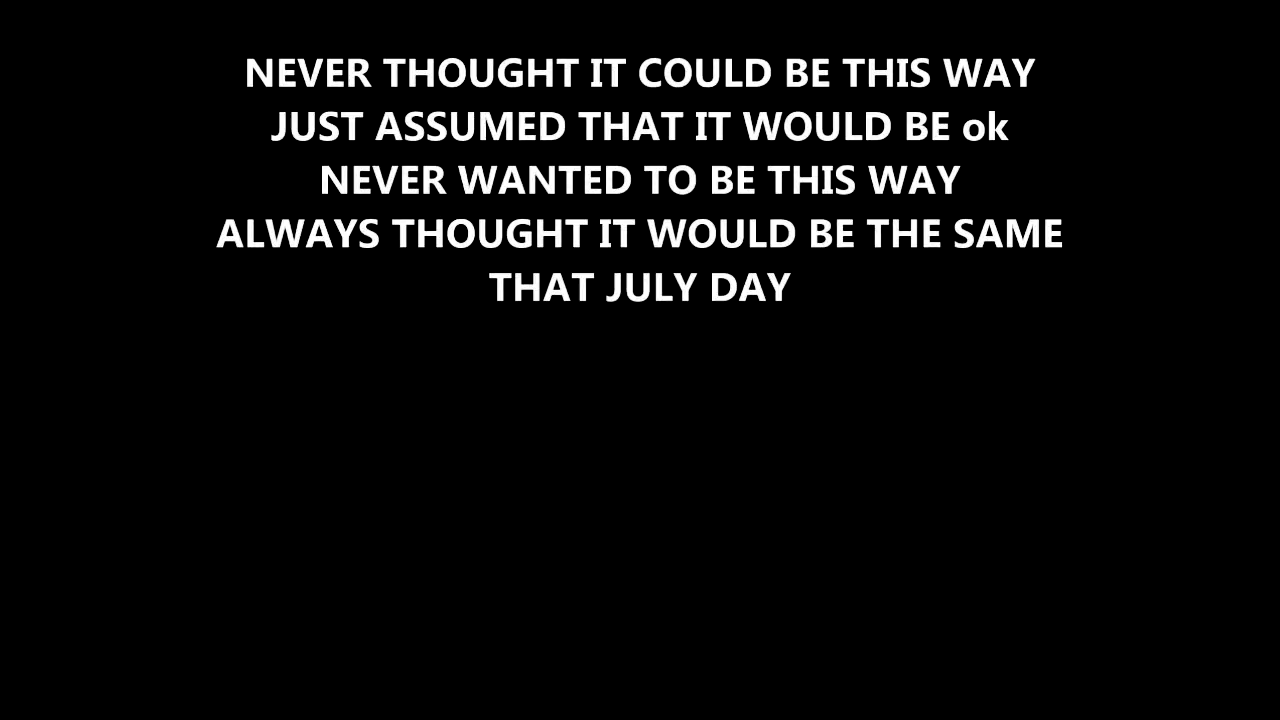 NEVER THOUGHT IT COULD BE THIS WAY
JUST ASSUMED THAT IT WOULD BE ok
NEVER WANTED TO BE THIS WAY
ALWAYS THOUGHT IT WOULD BE THE SAME
THAT JULY DAY